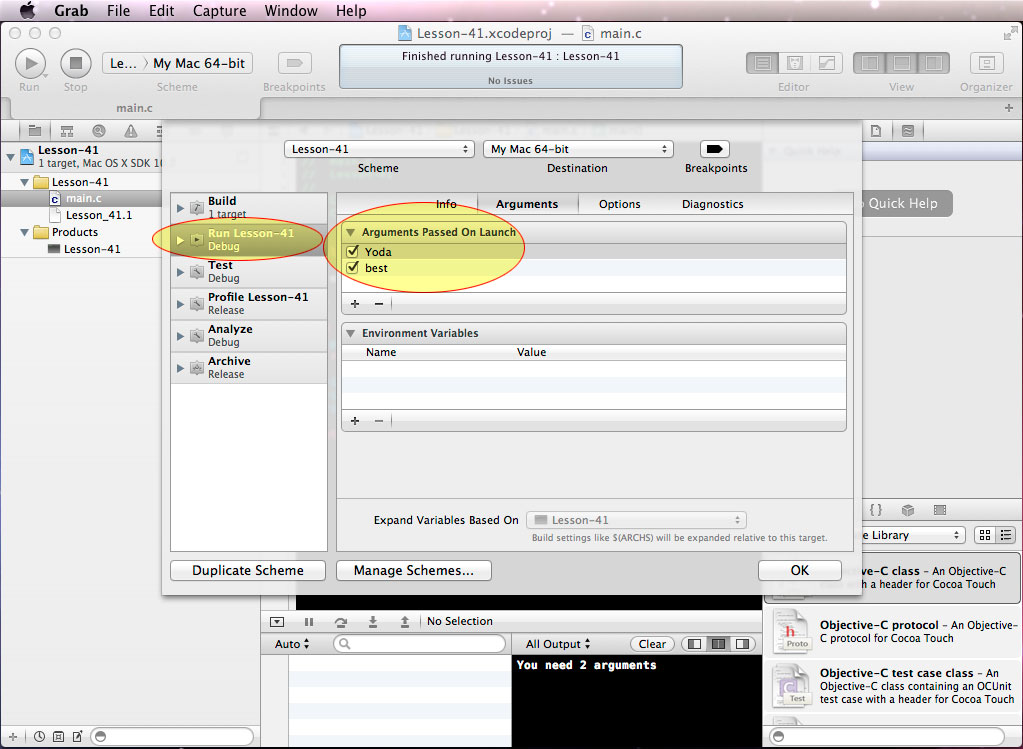 Grab File Edit Capture Window Help
Lesson-41.xcodeproj — main.c
Le... My Mac 64-bit
Finished running Lesson-41 : Lesson-41
No Issues
Run Stop Scheme Breakpoints Editor View Organizer
main.c
Lesson-41
1 target, Mac OS X SDK 10
Lesson-41
main.c
Lesson_41.1
Products
Lesson-41
Lesson-41 My Mac 64-bit
Scheme Destination Breakpoints
Build
1 target
Run Lesson-41
Debug
Test
Debug
Profile Lesson-41
Release
Analyze
Debug
Archive
Release
Info Arguments Options Diagnostics
Arguments Passed On Launch
Yoda
best
Environment Variables
Name Value
Expand Variables Based On Lesson-41
Build settings like $(ARCHS) will be expanded relative to this target.
Duplicate Scheme Manage Schemes... OK
Quick Help
Quick Help
e Library
ve-C class - An Objective-C
class with a header for Cocoa Touch
Objective-C protocol - An Objective-
C protocol for Cocoa Touch
Proto
Objective-C test case class - An
Objective-C class containing an OCUnit
test case with a header for Cocoa Touch
Test
No Selection
Auto All Output Clear
You need 2 arguments